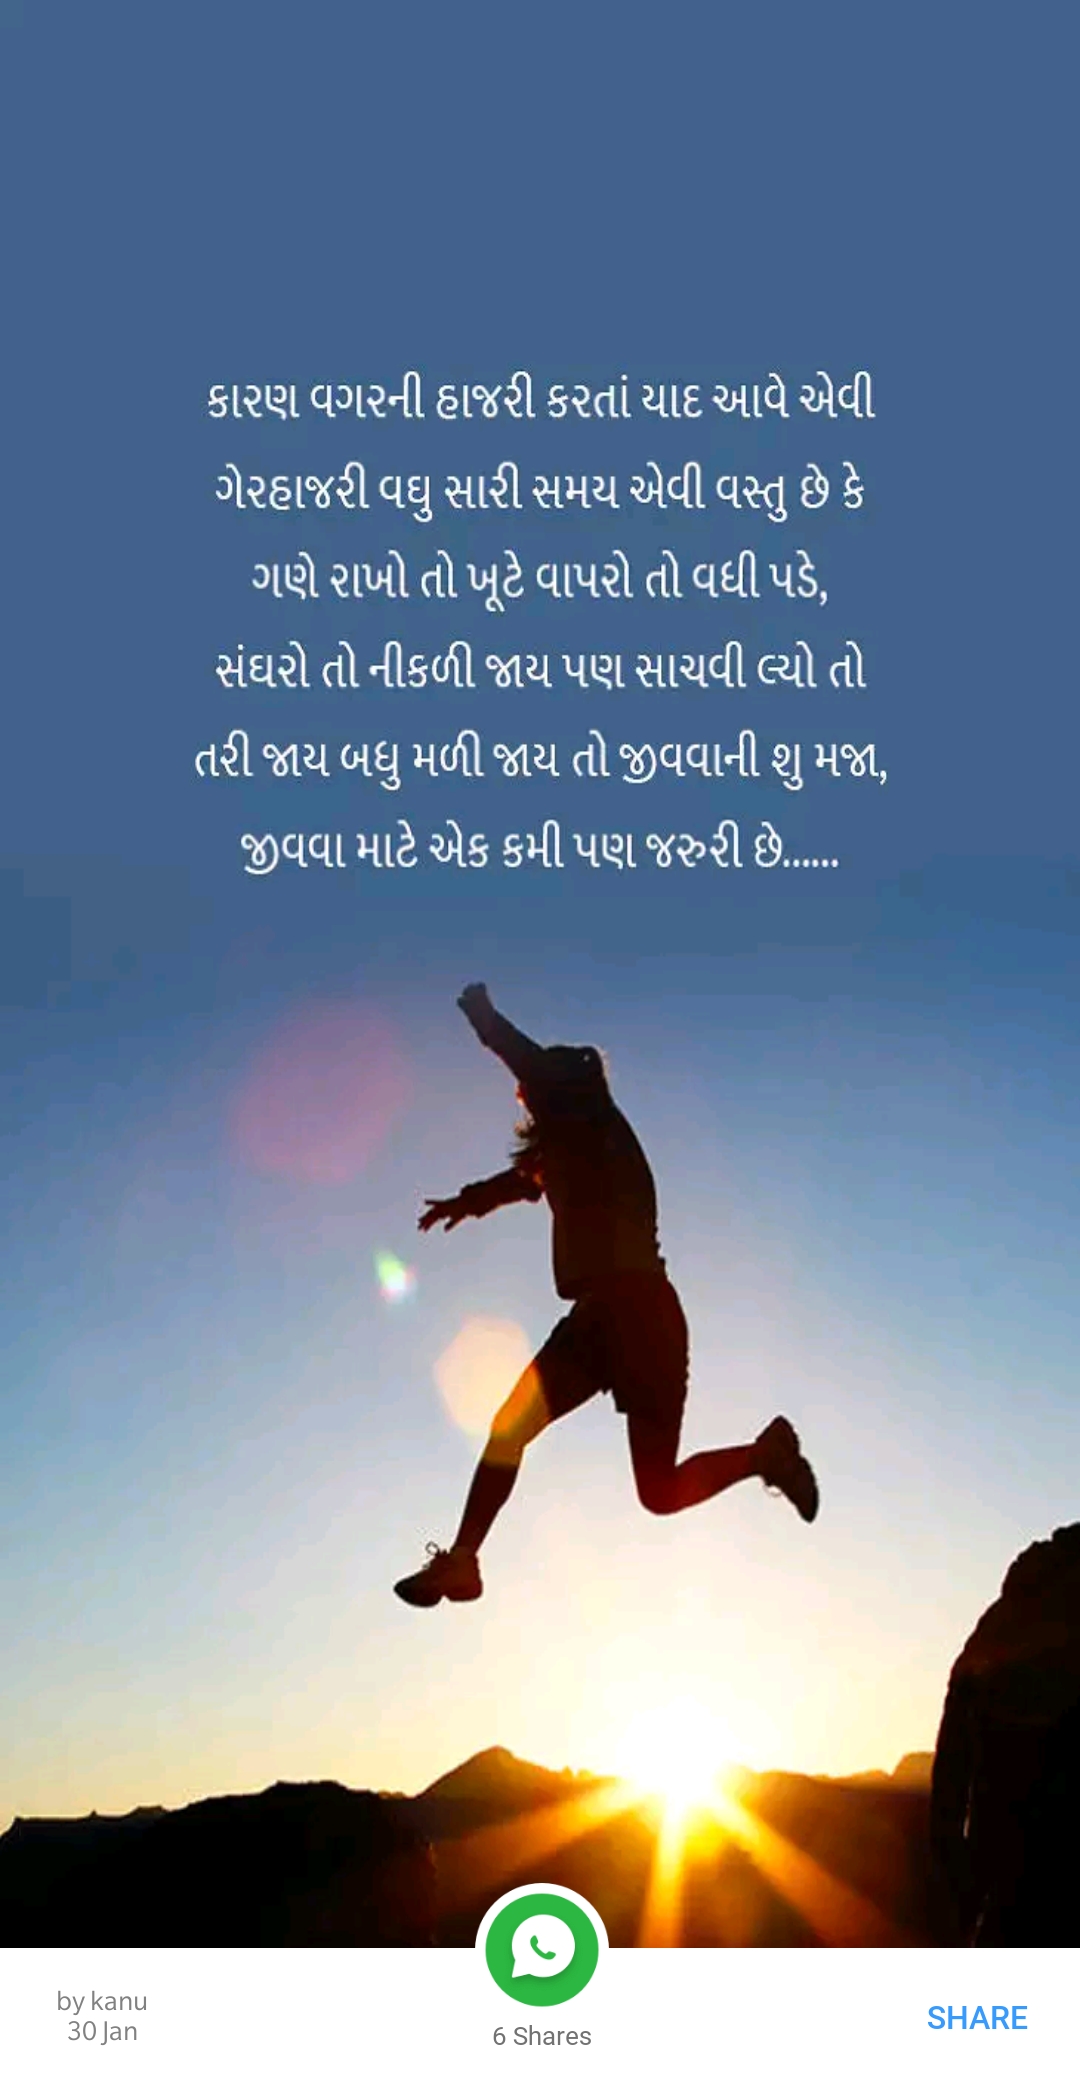 કારણ વગરની હાજરી કરતાં યાદ આવે એવી
ગેરહાજરી વઘુ સારી સમય એવી વસ્તુ છે કે
ગણે રાખો તો ખૂટે વાપરો તો વધી પડે,
સંઘરો તો નીકળી જાય પણ સાચવી લ્યો તો
તરી જાય બધુ મળી જાય તો જીવવાની શુ મજા,
જીવવા માટે એક કમી પણ જરુરી છે......
by kanu
30 Jan
6 Shares
SHARE